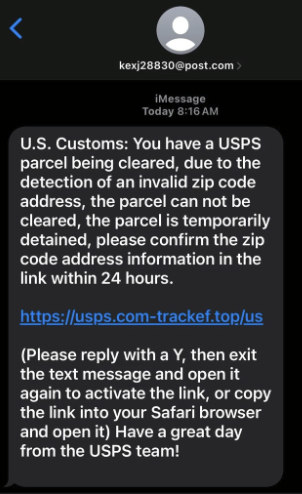 kexj28830@post.com
iMessage
Today 8:16 AM
U.S. Customs: You have a USPS
parcel being cleared, due to the
detection of an invalid zip code
address, the parcel can not be
cleared, the parcel is temporarily
detained, please confirm the zip
code address information in the
link within 24 hours.
https://usps.com-trackef.top/us
(Please reply with a Y, then exit
the text message and open it
again to activate the link, or copy
the link into your Safari browser
and open it) Have a great day
from the USPS team!